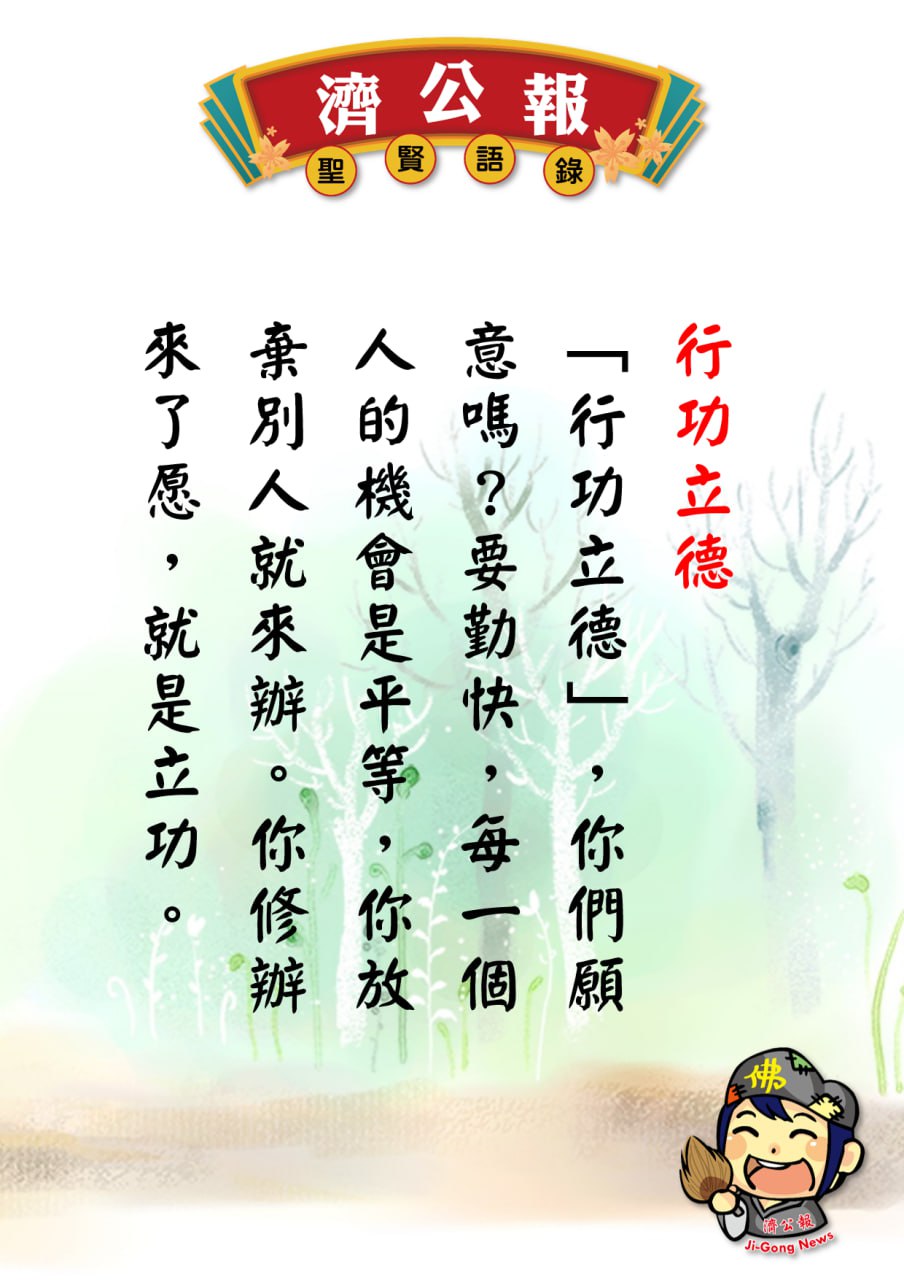 濟公報
聖賢語錄
行功立德
「行功立德」，你們願
意嗎？要勤快，每一個
人的機會是平等，你放
棄別人就來辦。你修辦
來了愿，就是立功。
佛
濟公報
Ji-Gong News